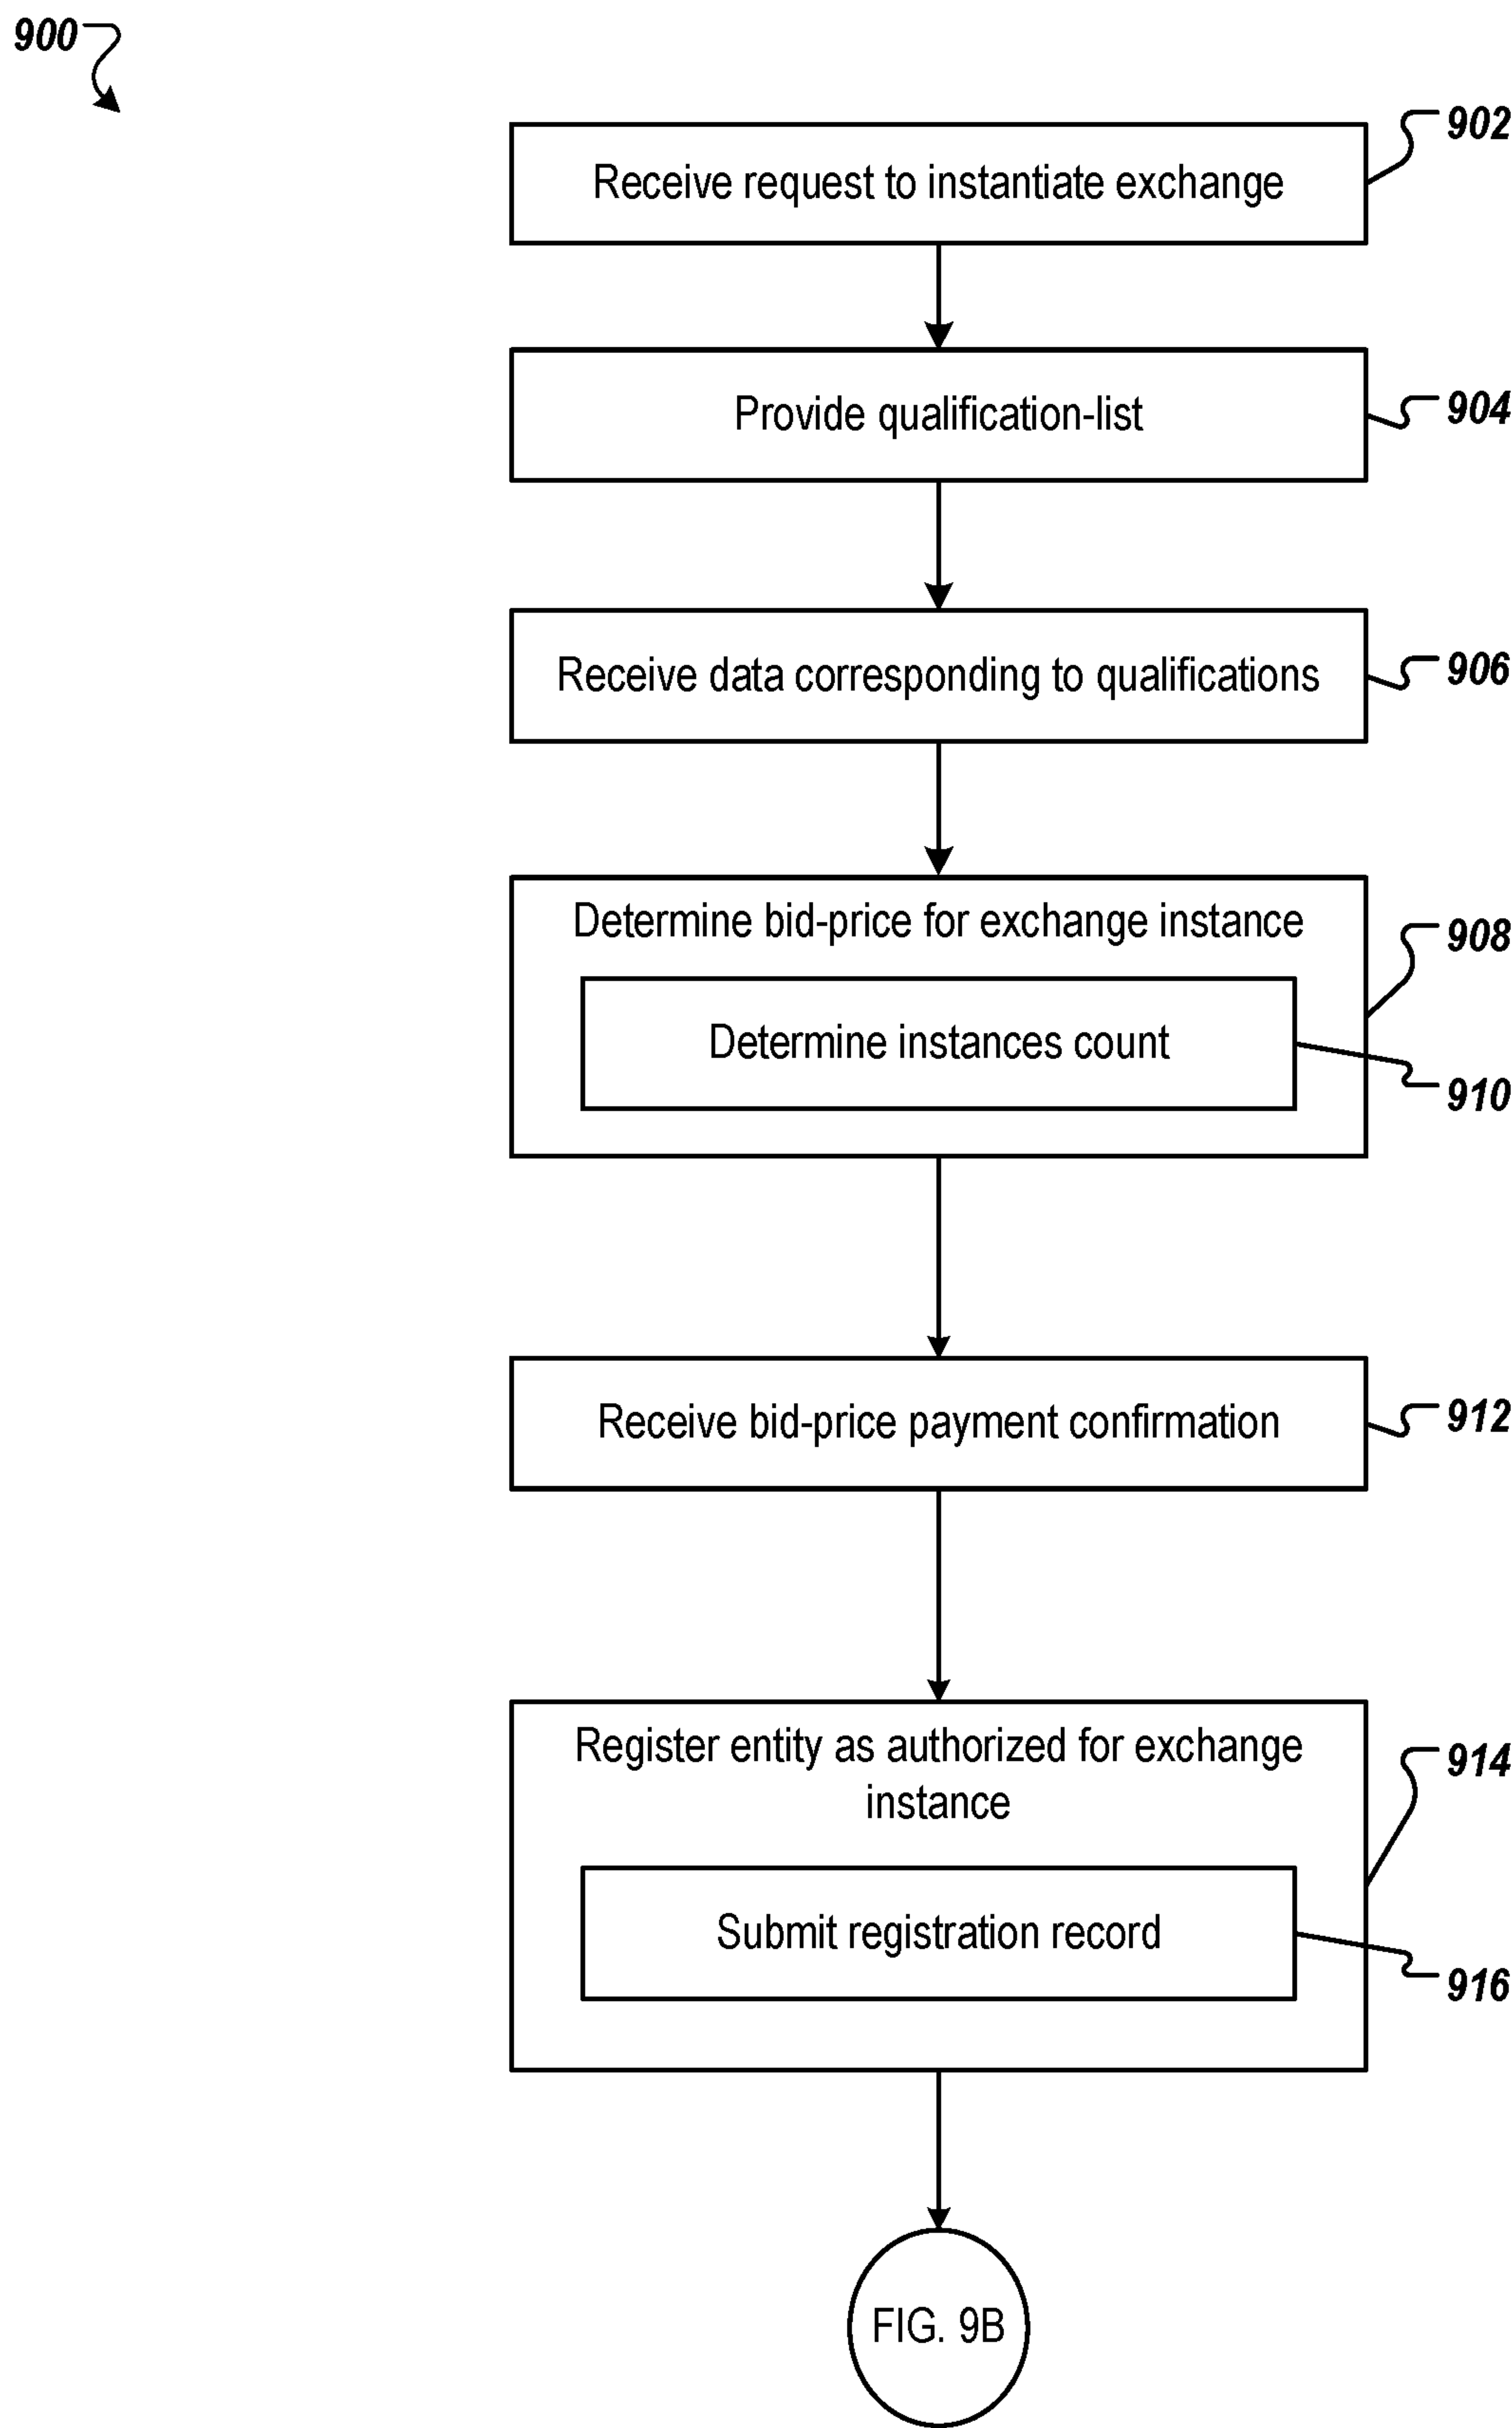 900
902
Receive request to instantiate exchange
904
Provide qualification-list
906
Receive data corresponding to qualifications
908
Determine bid-price for exchange instance
Determine instances count
910
912
Receive bid-price payment confirmation
914
Register entity as authorized for exchange
instance
Submit registration record
916
FIG. 9B